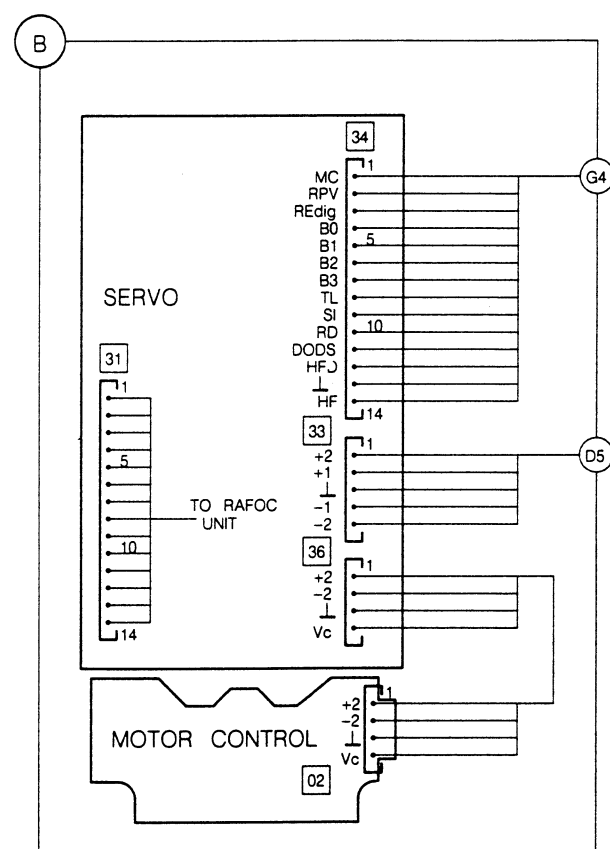 B
34
1
MC
G4
RPV
REdig
B0
B1 5
B2
B3
TL
SERVO
SI
RD 10
DODS
31
1
HF
14
33
1
+2
D5
5
+1
-1
TO RAFOC
UNIT
-2
10
36
1
+2
-2
14
Vc
1
+2
-2
MOTOR CONTROL
Vc
02